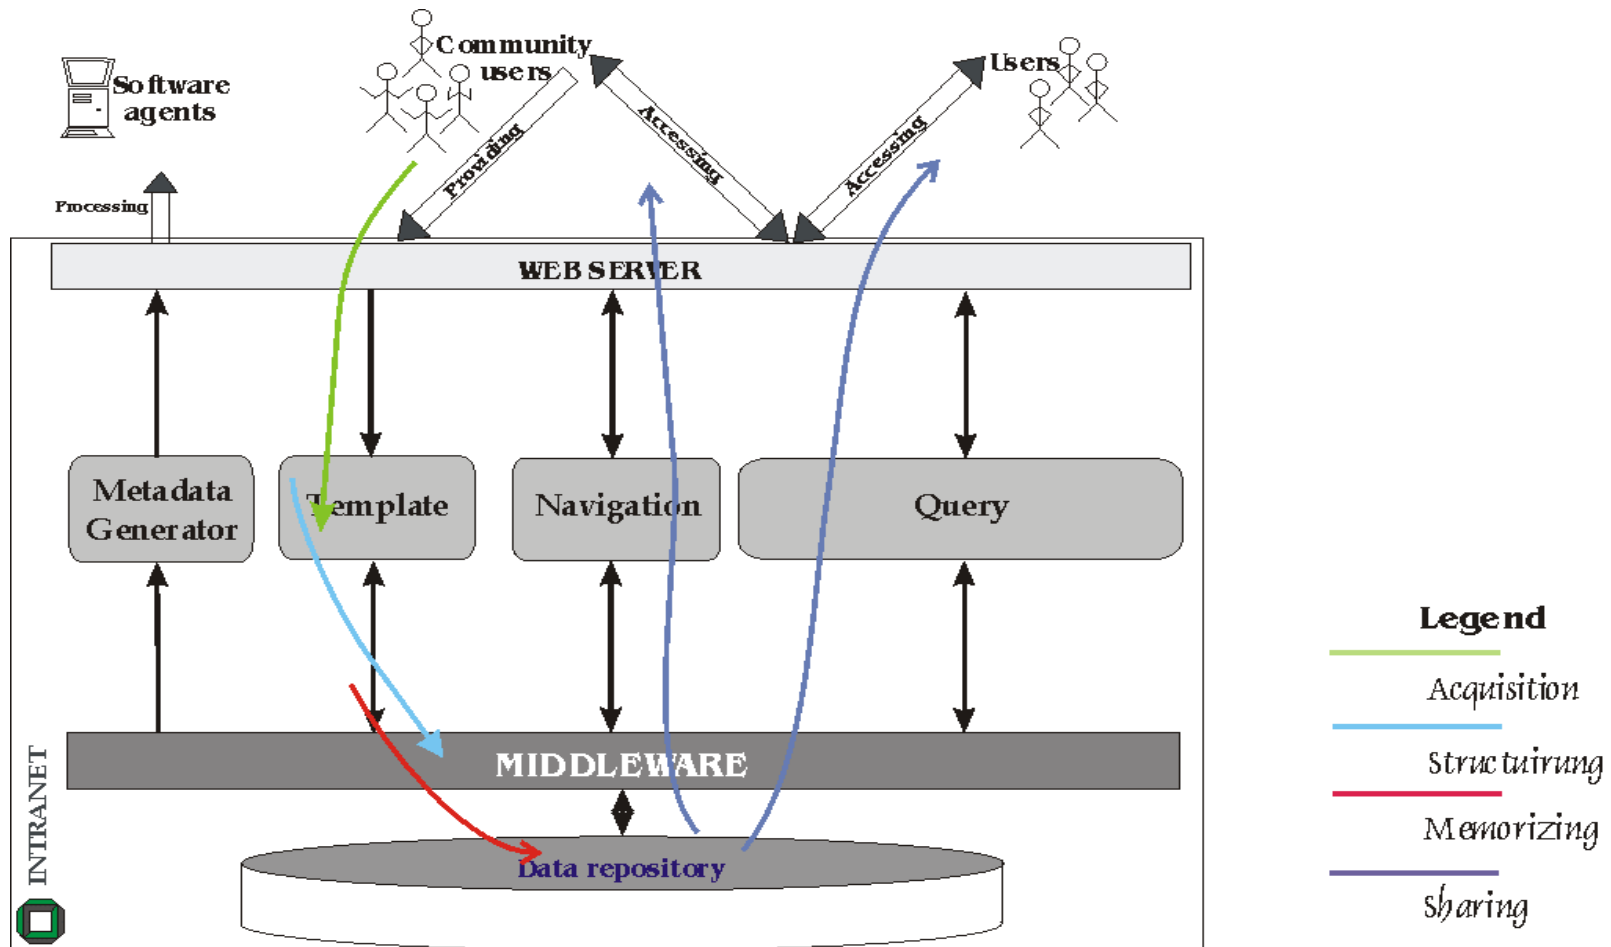 Community
users
Users
Software
agents
Providing
Accessing
Accessing
Processing
WEB SERVER
Metadata
Generator
Template
Navigation
Query
MIDDLEWARE
Data repository
INTRANET
Legend
Acquisition
Structuirung
Memorizing
Sharing